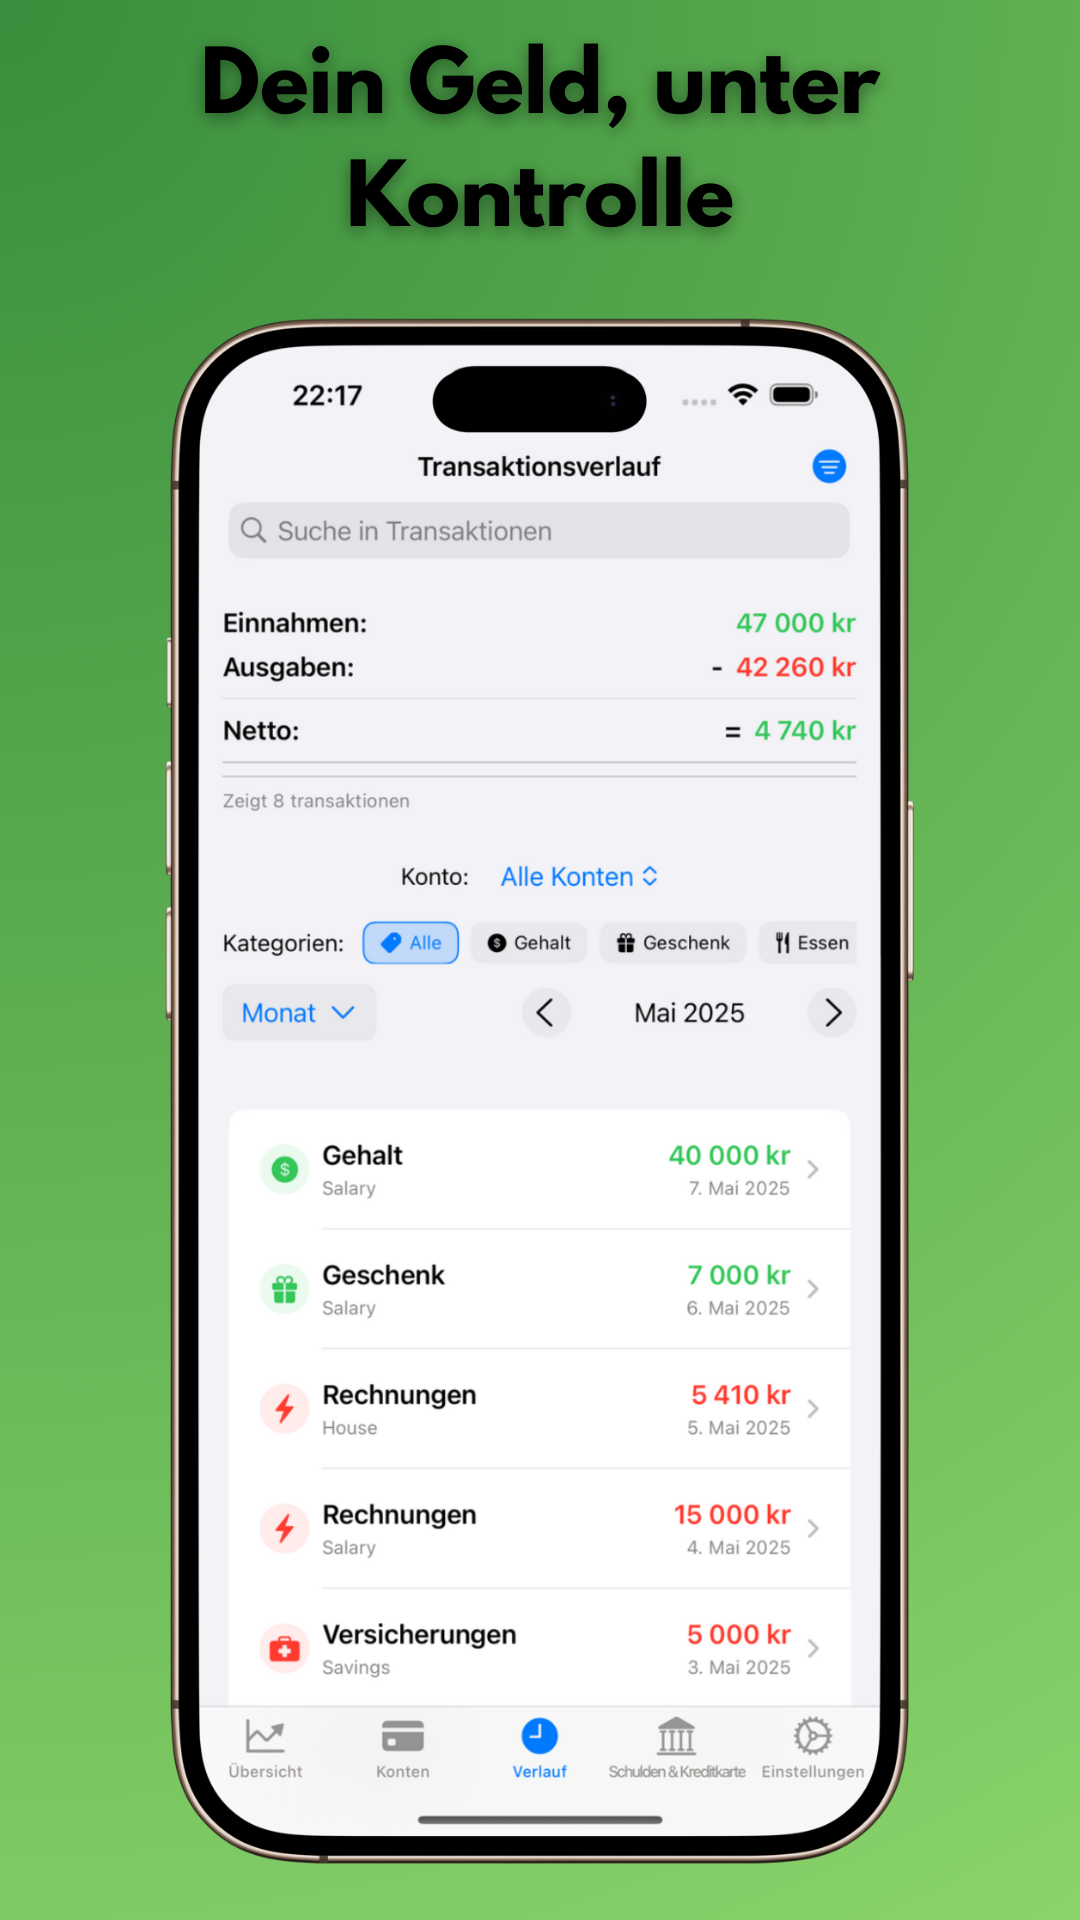 Dein Geld, unter
Kontrolle
22:17
Transaktionsverlauf
Suche in Transaktionen
Einnahmen: 47 000 kr
Ausgaben: - 42 260 kr
Netto: = 4 740 kr
Zeigt 8 transaktionen
Konto: Alle Konten
Kategorien: Alle Gehalt Geschenk Essen
Monat Mai 2025
Gehalt 40 000 kr
Salary 7. Mai 2025
Geschenk 7 000 kr
Salary 6. Mai 2025
Rechnungen 5 410 kr
House 5. Mai 2025
Rechnungen 15 000 kr
Salary 4. Mai 2025
Versicherungen 5 000 kr
Savings 3. Mai 2025
Übersicht Konten Verlauf Schulden & Kreditkarte Einstellungen